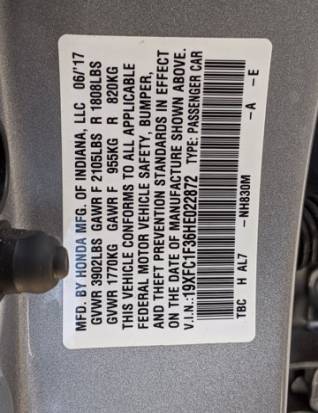 MFD. BY HONDA MFG. OF INDIANA, LLC 06/'17
GVWR 3902LBS GAWR F 2105LBS R 1808LBS
GVWR 1770KG GAWR F 955KG R 820KG
THIS VEHICLE CONFORMS TO ALL APPLICABLE
FEDERAL MOTOR VEHICLE SAFETY, BUMPER,
AND THEFT PREVENTION STANDARDS IN EFFECT
ON THE DATE OF MANUFACTURE SHOWN ABOVE.
V.I.N.:19XFC1F36HE022872 TYPE: PASSENGER CAR
TBC H AL7 -NH830M -A -E